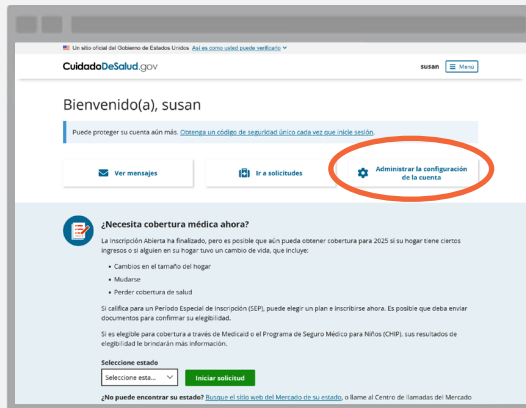 Un sitio oficial del Gobierno de Estados Unidos Así es como usted puede verificarlo
CuidadoDeSalud.gov
susan Menú
Bienvenido(a), susan
Puede proteger su cuenta aún más. Obtenga un código de seguridad único cada vez que inicie sesión.
Ver mensajes
Ir a solicitudes
Administrar la configuración
de la cuenta
¿Necesita cobertura médica ahora?
La Inscripción Abierta ha finalizado, pero es posible que aún pueda obtener cobertura para 2025 si su hogar tiene ciertos
ingresos o si alguien en su hogar tuvo un cambio de vida, que incluye:
• Cambios en el tamaño del hogar
• Mudarse
• Perder cobertura de salud
Si califica para un Período Especial de Inscripción (SEP), puede elegir un plan e inscribirse ahora. Es posible que deba enviar
documentos para confirmar su elegibilidad.
Si es elegible para cobertura a través de Medicaid o el Programa de Seguro Médico para Niños (CHIP), sus resultados de
elegibilidad le brindarán más información.
Seleccione estado
Seleccione esta...
Iniciar solicitud
¿No puede encontrar su estado? Busque el sitio web del Mercado de su estado, o llame al Centro de llamadas del Mercado